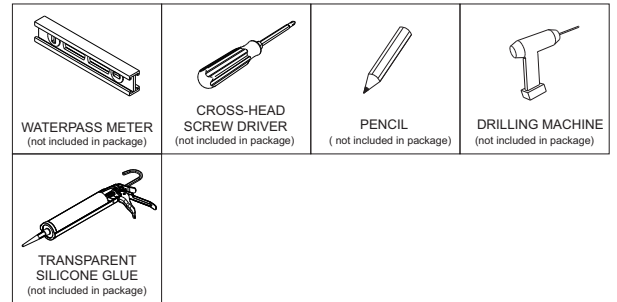 WATERPASS METER
(not included in package)
CROSS-HEAD
SCREW DRIVER
(not included in package)
PENCIL
( not included in package)
DRILLING MACHINE
(not included in package)
TRANSPARENT
SILICONE GLUE
(not included in package)